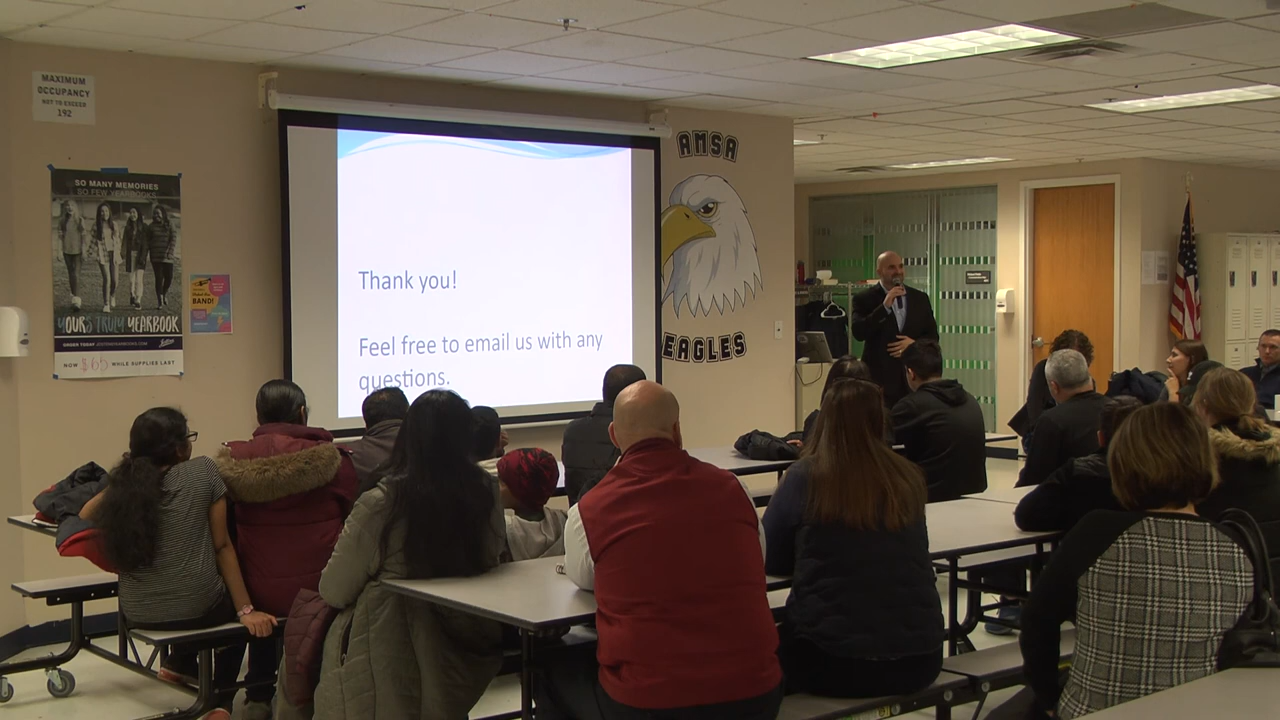 MAXIMUM
OCCUPANCY
NOT TO EXCEED
192
SO MANY MEMORIES
SO FEW YEARBOOKS
YOURS TRULY YEARBOOK
NOW $65 WHILE SUPPLIES LAST
BAND!
Thank you!
Feel free to email us with any
questions.
AMSA
EAGLES